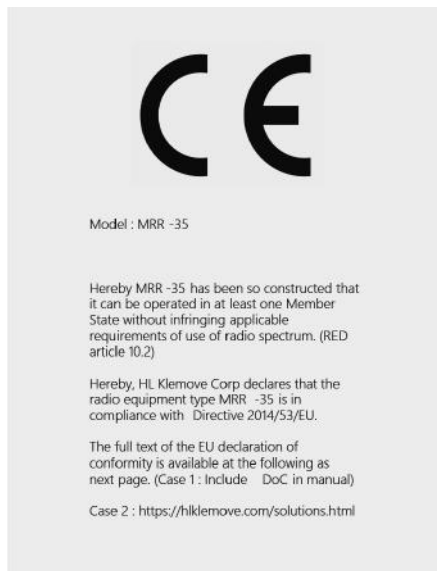 CE
Model : MRR -35
Hereby MRR -35 has been so constructed that
it can be operated in at least one Member
State without infringing applicable
requirements of use of radio spectrum. (RED
article 10.2)
Hereby, HL Klemove Corp declares that the
radio equipment type MRR -35 is in
compliance with Directive 2014/53/EU.
The full text of the EU declaration of
conformity is available at the following as
next page. (Case 1 : Include DoC in manual)
Case 2 : https://hlklemove.com/solutions.html